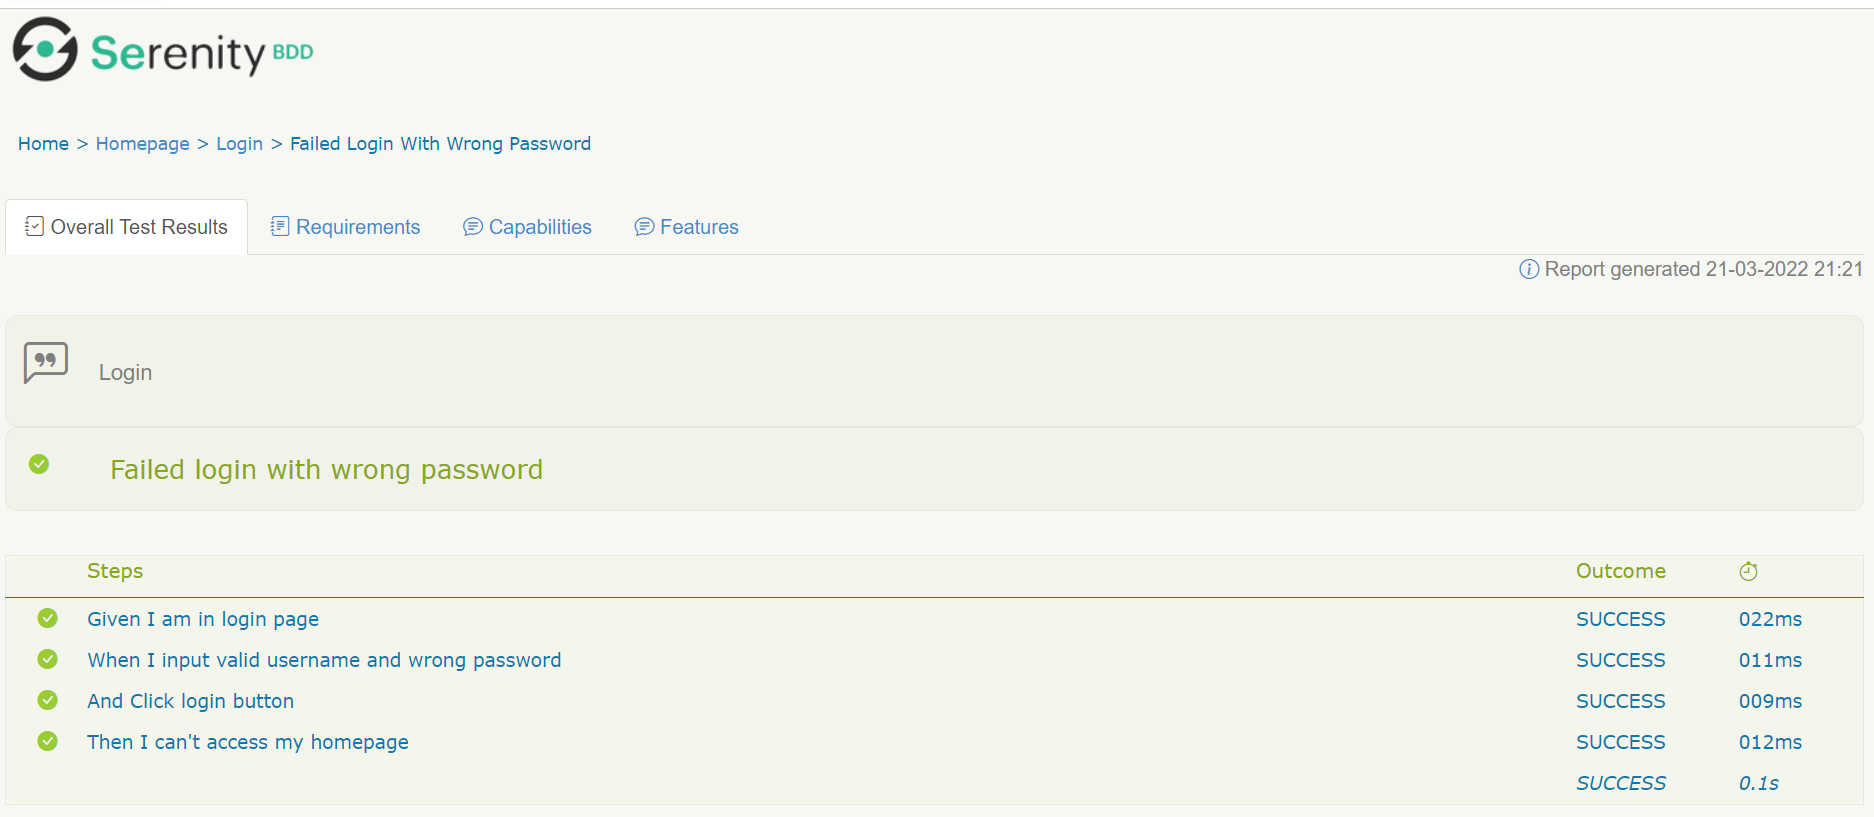 Serenity BDD
Home > Homepage > Login > Failed Login With Wrong Password
Overall Test Results Requirements Capabilities Features
Report generated 21-03-2022 21:21
Login
Failed login with wrong password
Steps Outcome
Given I am in login page SUCCESS 022ms
When I input valid username and wrong password SUCCESS 011ms
And Click login button SUCCESS 009ms
Then I can't access my homepage SUCCESS 012ms
SUCCESS 0.1s